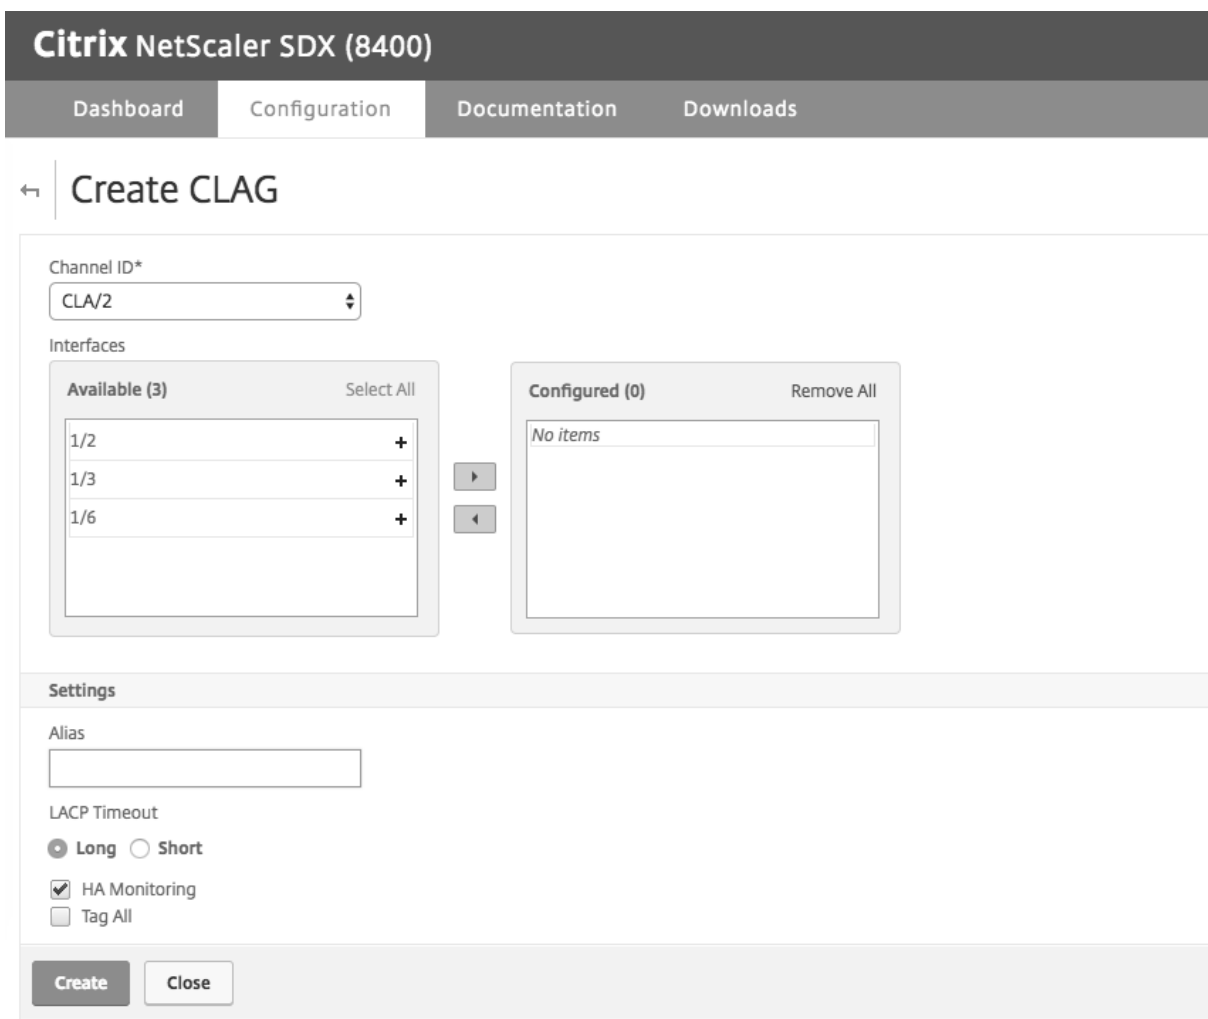 Citrix NetScaler SDX (8400)
Dashboard Configuration Documentation Downloads
Create CLAG
Channel ID*
CLA/2
Interfaces
Available (3) Select All
1/2 +
1/3 +
1/6 +
Configured (0) Remove All
No items
Settings
Alias
LACP Timeout
Long Short
HA Monitoring
Tag All
Create Close